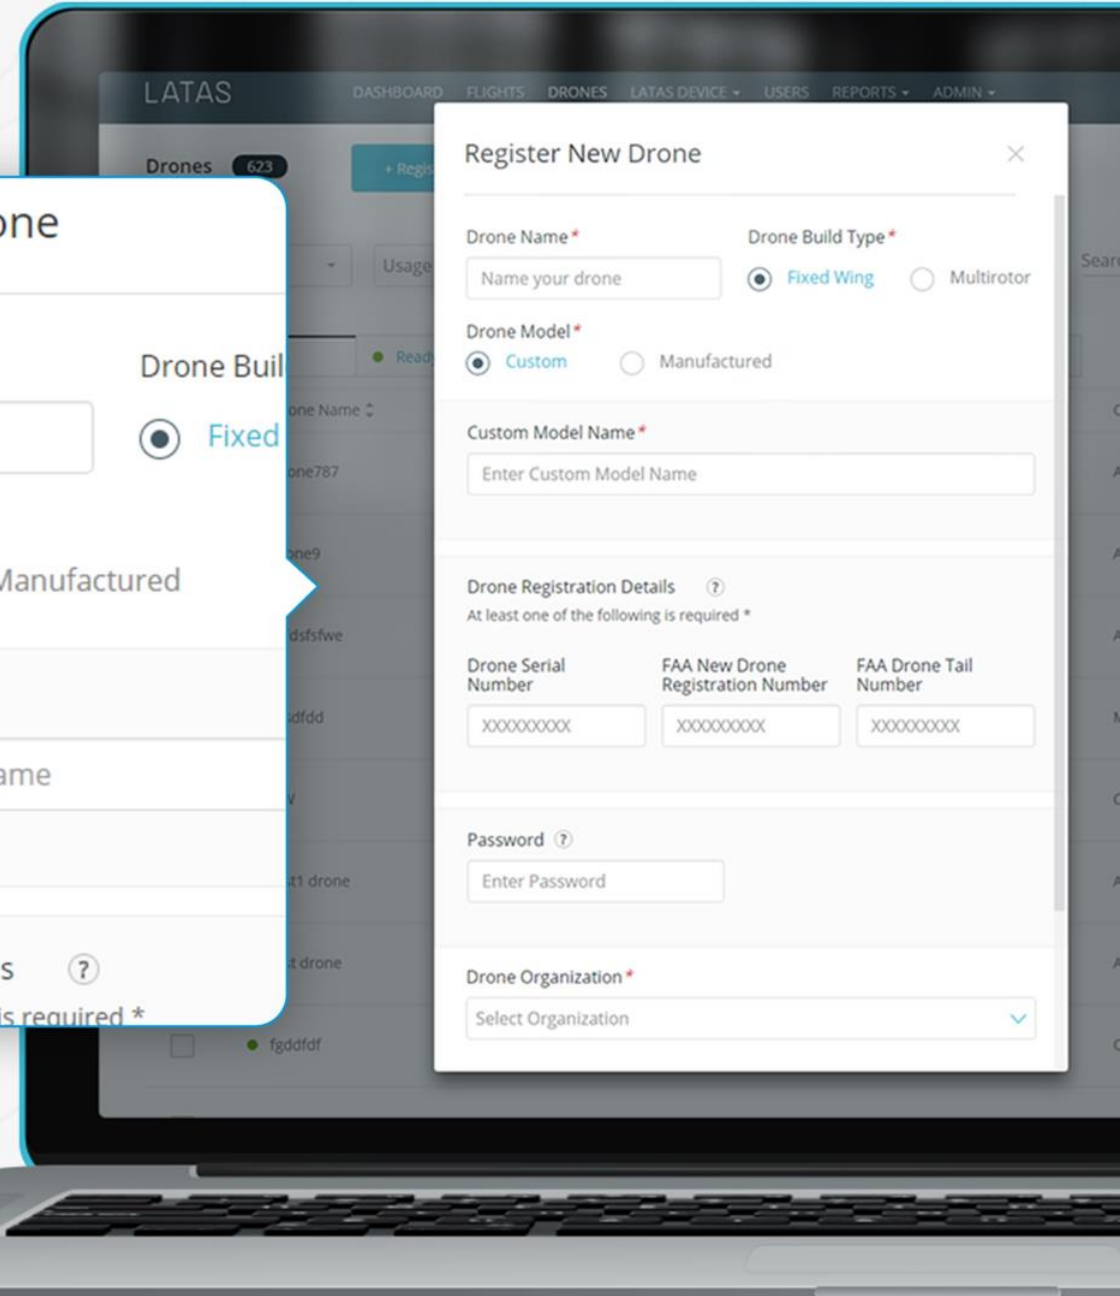 LATAS
DASHBOARD FLIGHTS DRONES LATAS DEVICE USERS REPORTS ADMIN
Drones 623
+ Regis
Usage
Sear
Ready
one Name
one787
one9
dsfsfwe
sdfdd
st1 drone
st drone
fgddfdf
one
Drone Buil
Fixed
Manufactured
ame
s ?
is required *
Register New Drone
Drone Name* Drone Build Type*
Name your drone Fixed Wing Multirotor
Drone Model*
Custom Manufactured
Custom Model Name*
Enter Custom Model Name
Drone Registration Details ?
At least one of the following is required *
Drone Serial Number
FAA New Drone Registration Number
FAA Drone Tail Number
XXXXXXXXX XXXXXXXXX XXXXXXXXX
Password ?
Enter Password
Drone Organization*
Select Organization